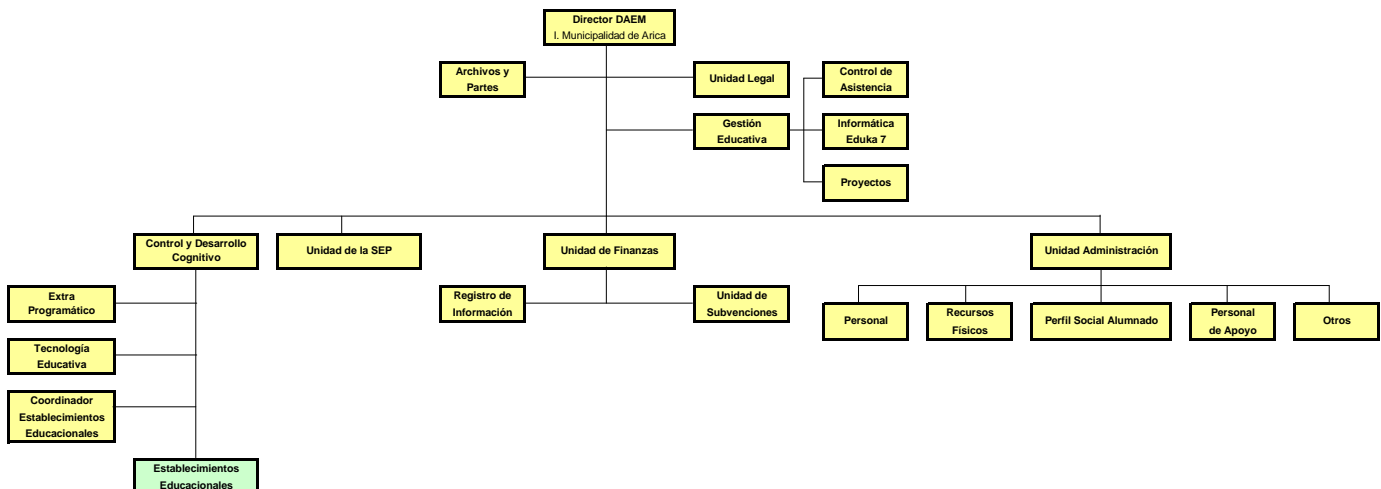 Director DAEM
I. Municipalidad de Arica
Archivos y
Partes
Unidad Legal
Control de
Asistencia
Gestión
Educativa
Informática
Eduka 7
Proyectos
Control y Desarrollo
Cognitivo
Unidad de la SEP
Unidad de Finanzas
Unidad Administración
Extra
Programático
Registro de
Información
Unidad de
Subvenciones
Personal
Recursos
Físicos
Perfil Social Alumnado
Personal
de Apoyo
Otros
Tecnología
Educativa
Coordinador
Establecimientos
Educacionales
Establecimientos
Educacionales